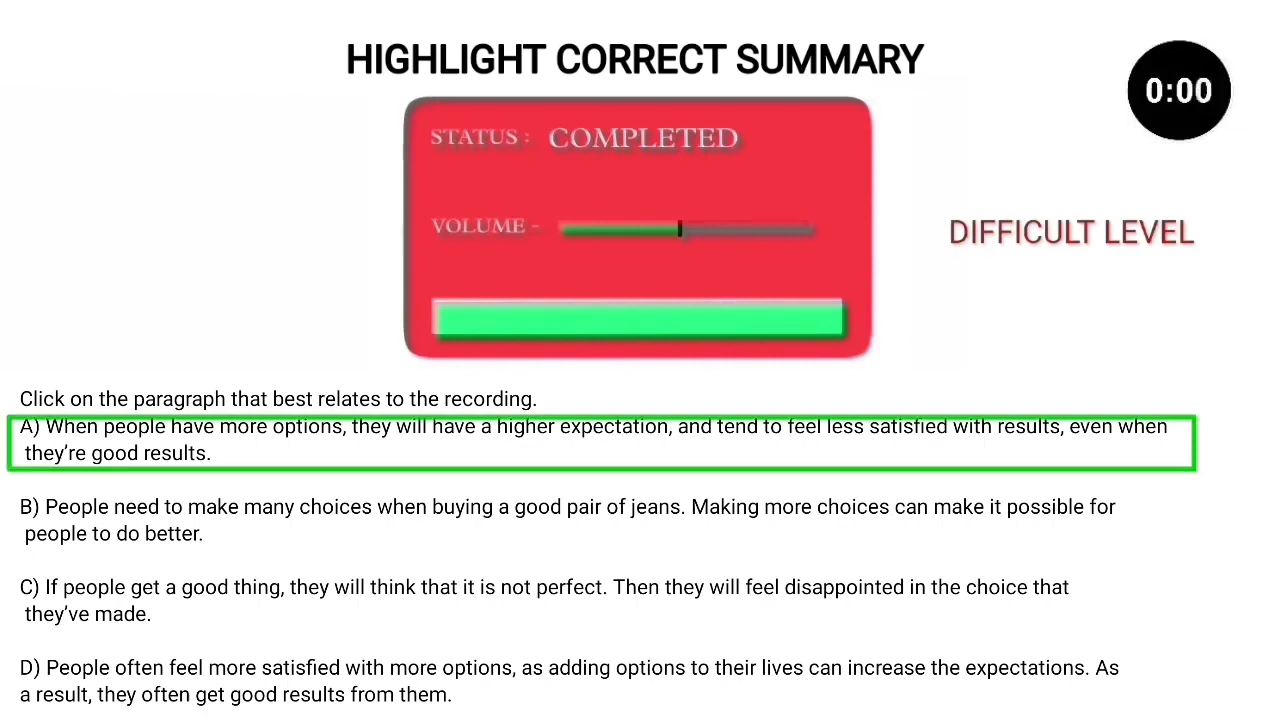 HIGHLIGHT CORRECT SUMMARY
0:00
STATUS : COMPLETED
VOLUME -
DIFFICULT LEVEL
Click on the paragraph that best relates to the recording.
A) When people have more options, they will have a higher expectation, and tend to feel less satisfied with results, even when
they’re good results.
B) People need to make many choices when buying a good pair of jeans. Making more choices can make it possible for
people to do better.
C) If people get a good thing, they will think that it is not perfect. Then they will feel disappointed in the choice that
they’ve made.
D) People often feel more satisfied with more options, as adding options to their lives can increase the expectations. As
a result, they often get good results from them.